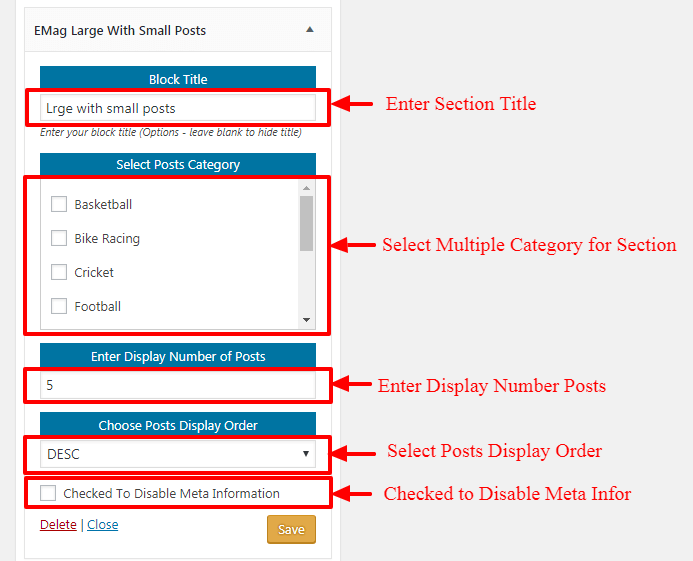 EMag Large With Small Posts
Block Title
Lrge with small posts
Enter Section Title
Enter your block title (Options - leave blank to hide title)
Select Posts Category
Basketball
Bike Racing
Select Multiple Category for Section
Cricket
Football
Enter Display Number of Posts
5
Enter Display Number Posts
Choose Posts Display Order
DESC
Select Posts Display Order
Checked To Disable Meta Information
Checked to Disable Meta Infor
Delete | Close
Save